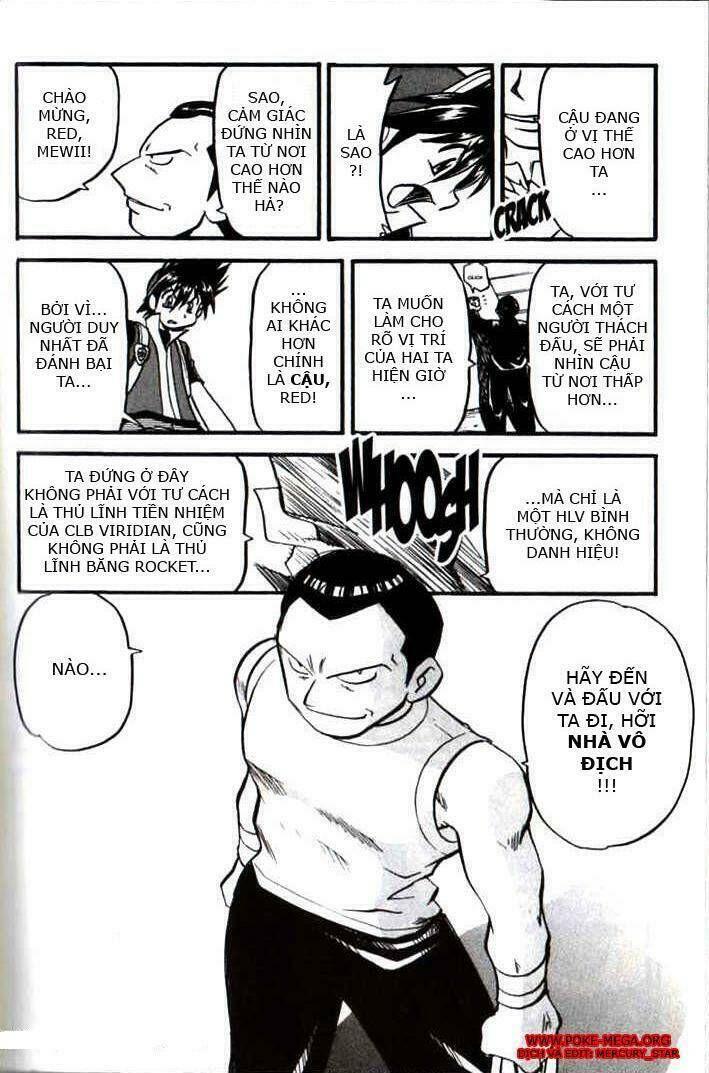 CHÀO
MỪNG,
RED,
MEWII!
SAO,
CẢM GIÁC
ĐỨNG NHÌN
TA TỪ NƠI
CAO HƠN
THẾ NÀO
HẢ?
LÀ
SAO
?!
CẬU ĐANG
Ở VỊ THẾ
CAO HƠN
TA
...
CRACK
BỞI VÌ...
NGƯỜI DUY
NHẤT ĐÃ
ĐÁNH BẠI
TA...
...
KHÔNG
AI KHÁC
HƠN
CHÍNH
LÀ CẬU,
RED!
TA MUỐN
LÀM CHO
RÕ VỊ TRÍ
CỦA HAI TA
HIỆN GIỜ
...
CLICK
TA, VỚI TƯ
CÁCH MỘT
NGƯỜI THÁCH
ĐẤU, SẼ PHẢI
NHÌN CẬU
TỪ NƠI THẤP
HƠN...
TA ĐỨNG Ở ĐÂY
KHÔNG PHẢI VỚI TƯ CÁCH
LÀ THỦ LĨNH TIỀN NHIỆM
CỦA CLB VIRIDIAN, CŨNG
KHÔNG PHẢI LÀ THỦ
LĨNH BĂNG ROCKET...
WHOOSH
...MÀ CHỈ LÀ
MỘT HLV BÌNH
THƯỜNG, KHÔNG
DANH HIỆU!
NÀO...
HÃY ĐẾN
VÀ ĐẤU VỚI
TA ĐI, HỠI
NHÀ VÔ
ĐỊCH
!!!
WWW.POKE-MEGA.ORG
DỊCH VÀ EDIT: MERCURY_STAR